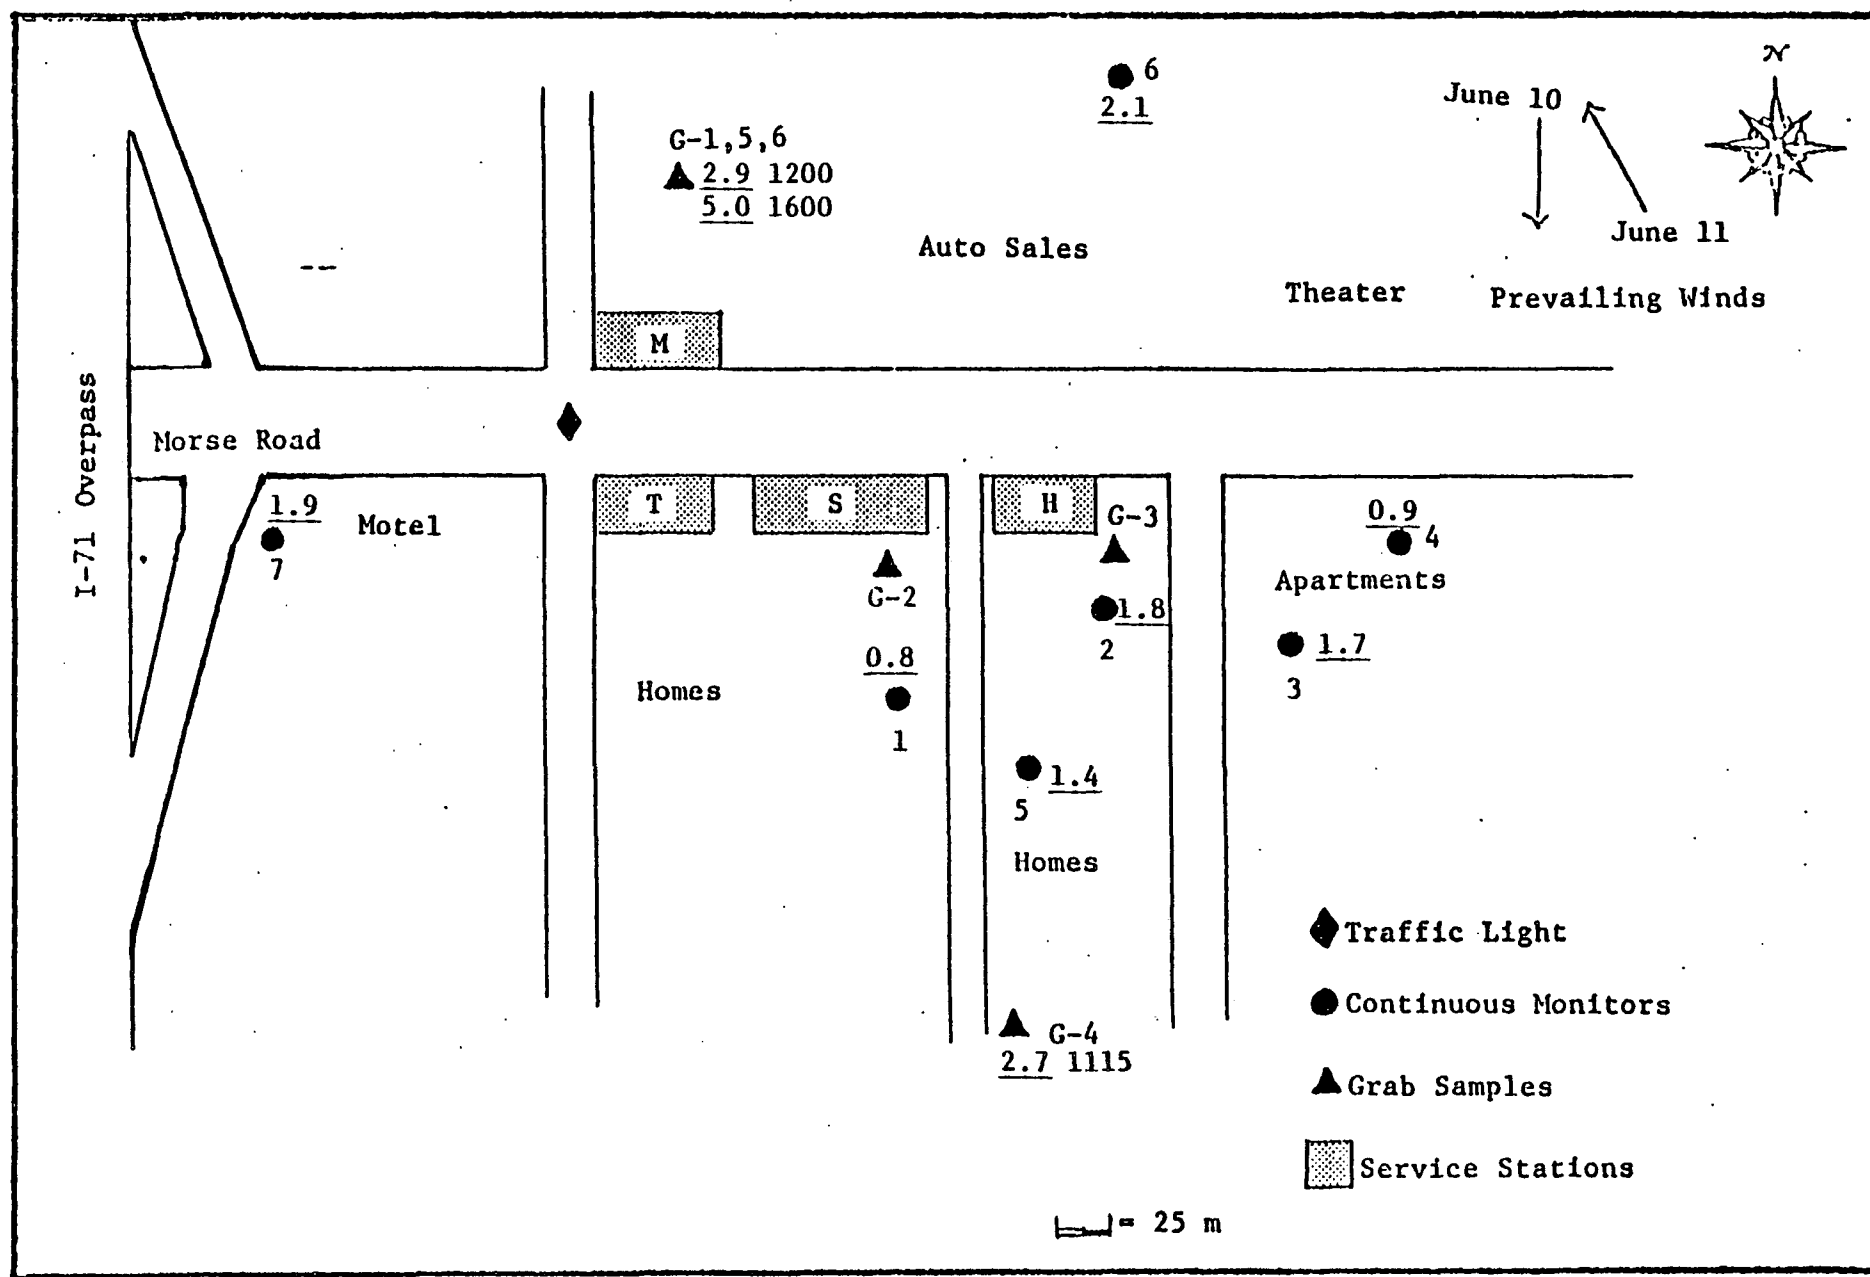 N
6
2.1
June 10
G-1,5,6
2.9 1200
5.0 1600
June 11
Auto Sales
Theater
Prevailing Winds
M
I-71 Overpass
Morse Road
T
S
H
G-3
1.9
7
Motel
0.9
4
Apartments
G-2
1.8
2
1.7
3
0.8
1
Homes
1.4
5
Homes
Traffic Light
Continuous Monitors
G-4
2.7 1115
Grab Samples
Service Stations
= 25 m